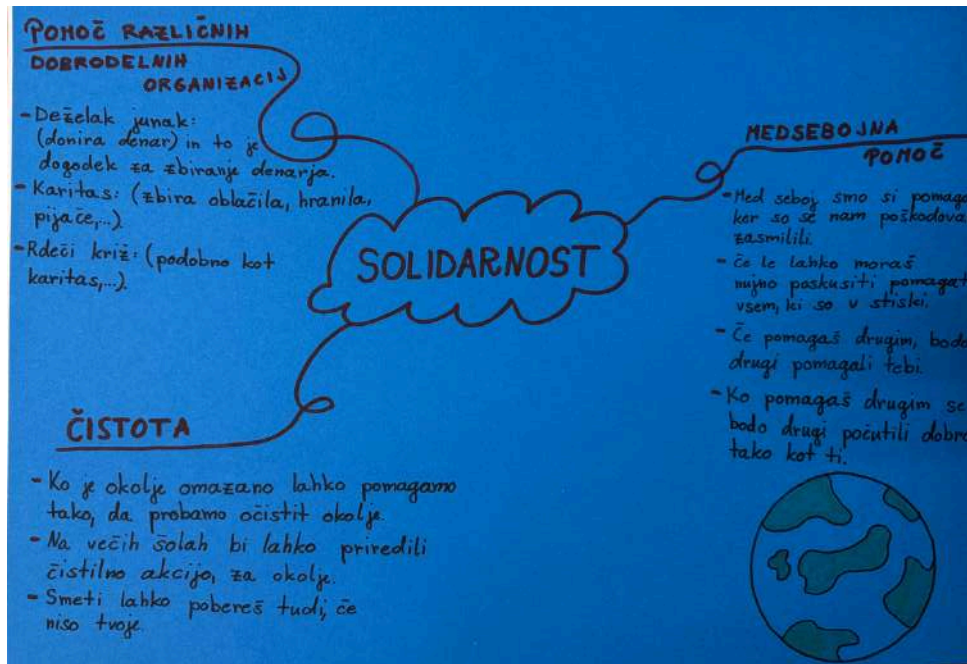 POMOČ RAZLIČNIH
DOBRODELNIH
ORGANIZACIJ
- Deželak junak:
(donira denar) in to je
dogodek za zbiranje denarja.
- Karitas: (zbira oblačila, hranila,
pijače,...).
- Rdeči križ: (podobno kot
karitas,...).
SOLIDARNOST
MEDSEBOJNA
POMOČ
- Med seboj smo si pomaga
ker so se nam poškodova
zasmilili.
- Če le lahko moraš
nujno poskusiti pomagat
vsem, ki so v stiski.
- Če pomagaš drugim, bodo
drugi pomagali tebi.
- Ko pomagaš drugim se
bodo drugi počutili dobro
tako kot ti.
ČISTOTA
- Ko je okolje omazano lahko pomagamo
tako, da probamo očistit okolje.
- Na večih šolah bi lahko priredili
čistilno akcijo, za okolje.
- Smeti lahko pobereš tudi, če
niso tvoje.